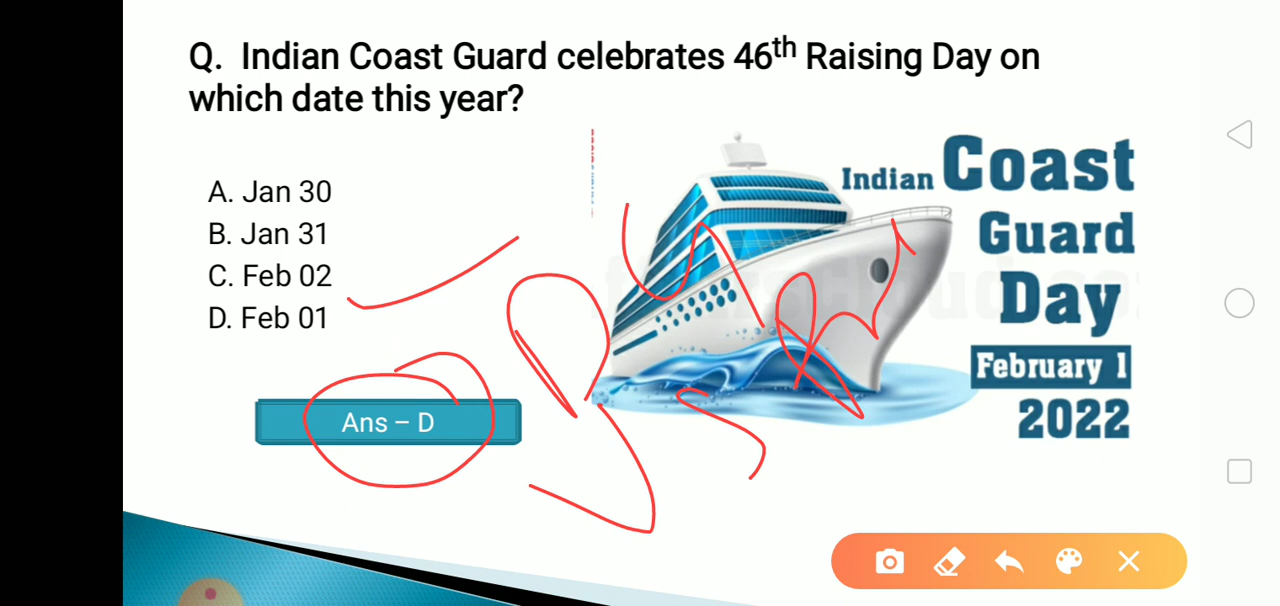 Q. Indian Coast Guard celebrates 46th Raising Day on
which date this year?
A. Jan 30
B. Jan 31
C. Feb 02
D. Feb 01
Ans – D
Indian Coast
Guard
Day
February 1
2022